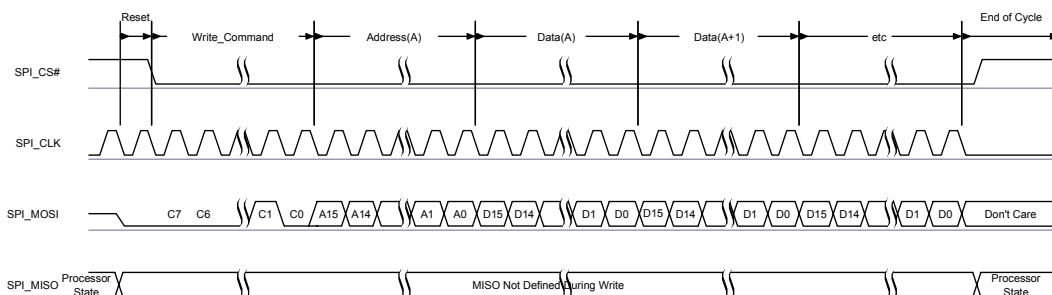 Reset
End of Cycle
Write_Command
Address(A)
Data(A)
Data(A+1)
etc
SPI_CS#
SPI_CLK
SPI_MOSI
C7 C6 C1 C0 A15 A14 A1 A0 D15 D14 D1 D0 D15 D14 D1 D0 D15 D14 D1 D0 Don't Care
SPI_MISO
Processor
State
MISO Not Defined During Write
Processor
State